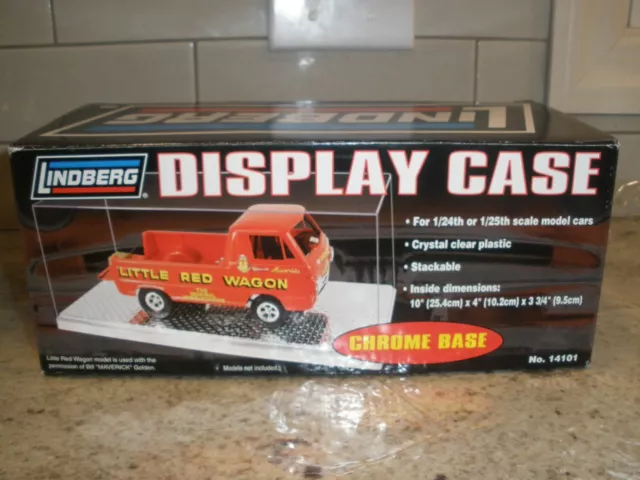 LINDBERG
LINDBERG
DISPLAY CASE
• For 1/24th or 1/25th scale model cars
• Crystal clear plastic
• Stackable
• Inside dimensions:
10" (25.4cm) x 4" (10.2cm) x 3 3/4" (9.5cm)
LITTLE RED WAGON
THE
CHROME BASE
Little Red Wagon model is used with the
permission of Bill "MAVERICK" Golden.
(Models not included)
No. 14101